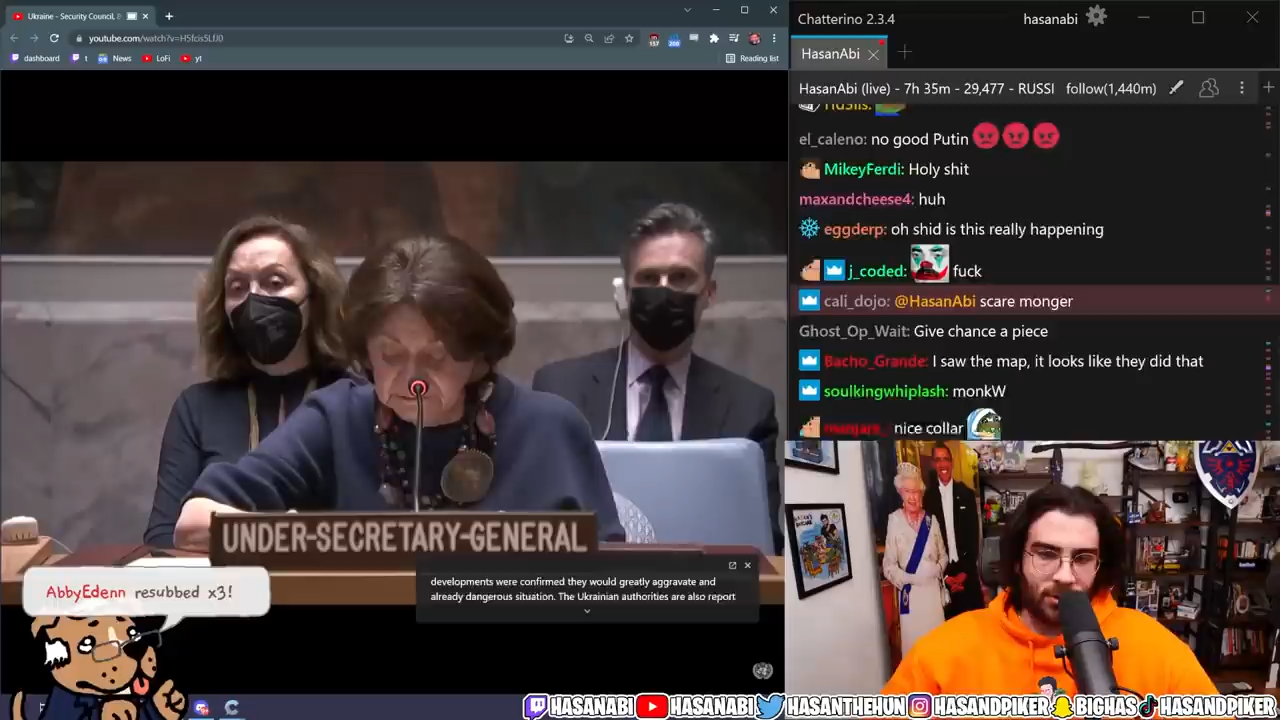 Ukraine - Security Council, 8
youtube.com/watch?v=H5fcis5LfJ0
dashboard
t
News
LoFi
yt
Reading list
UNDER-SECRETARY-GENERAL
developments were confirmed they would greatly aggravate and
already dangerous situation. The Ukrainian authorities are also report
AbbyEdenn resubbed x3!
Chatterino 2.3.4
hasanabi
HasanAbi
HasanAbi (live) - 7h 35m - 29,477 - RUSSI follow(1,440m)
el_caleno: no good Putin
MikeyFerdi: Holy shit
maxandcheese4: huh
eggderp: oh shid is this really happening
j_coded: fuck
cali_dojo: @HasanAbi scare monger
Ghost_Op_Wait: Give chance a piece
Bacho_Grande: I saw the map, it looks like they did that
soulkingwhiplash: monkW
nice collar
HASANABI HASANABI HASANTHEHUN HASANDPIKER BIGHAS HASANDPIKER